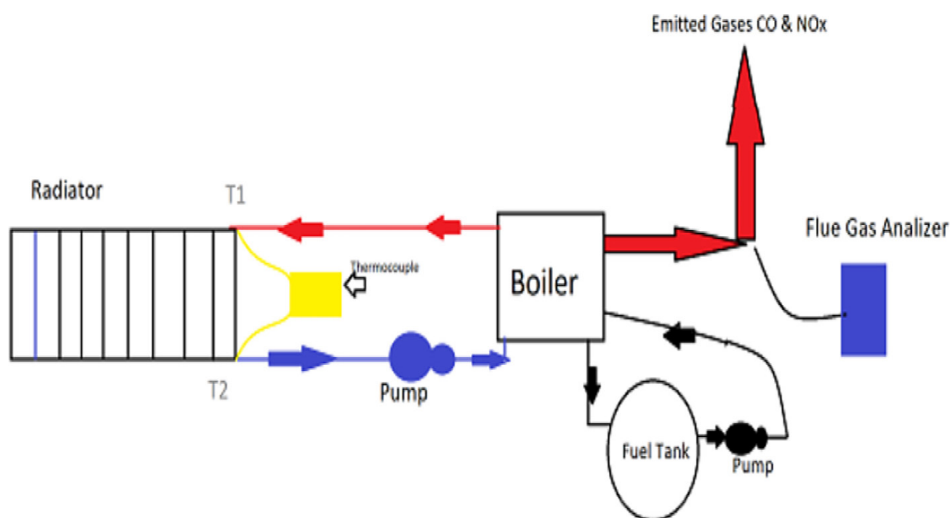 Emitted Gases CO & NOx
Radiator
T1
Flue Gas Analizer
Thermocouple
Boiler
T2
Pump
Fuel Tank
Pump